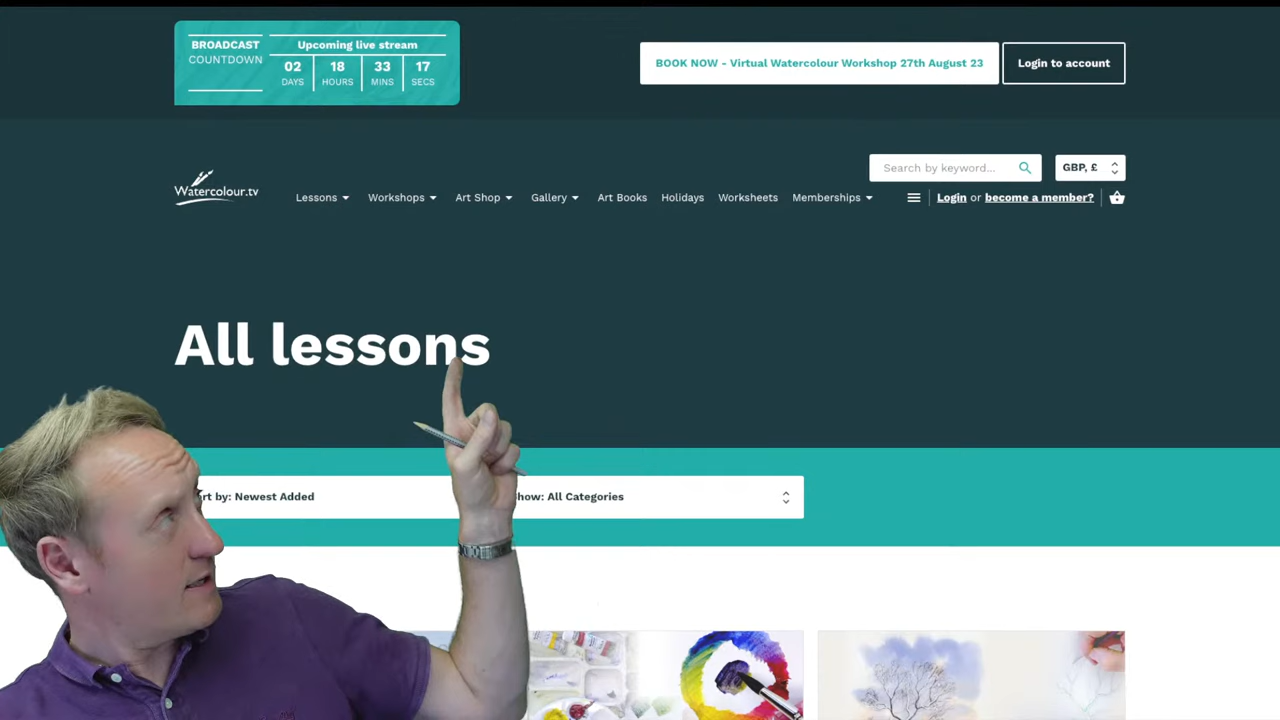 BROADCAST
COUNTDOWN
Upcoming live stream
02 18 33 17
DAYS HOURS MINS SECS
BOOK NOW - Virtual Watercolour Workshop 27th August 23
Login to account
Search by keyword...
GBP, £
Watercolour.tv
Lessons Workshops Art Shop Gallery Art Books Holidays Worksheets Memberships
Login or become a member?
All lessons
rt by: Newest Added
how: All Categories